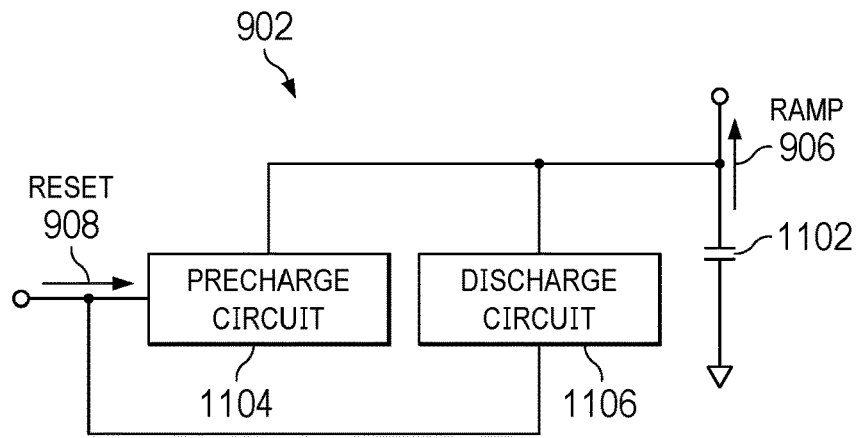 902
RAMP
906
RESET
908
1102
PRECHARGE
CIRCUIT
DISCHARGE
CIRCUIT
1104
1106